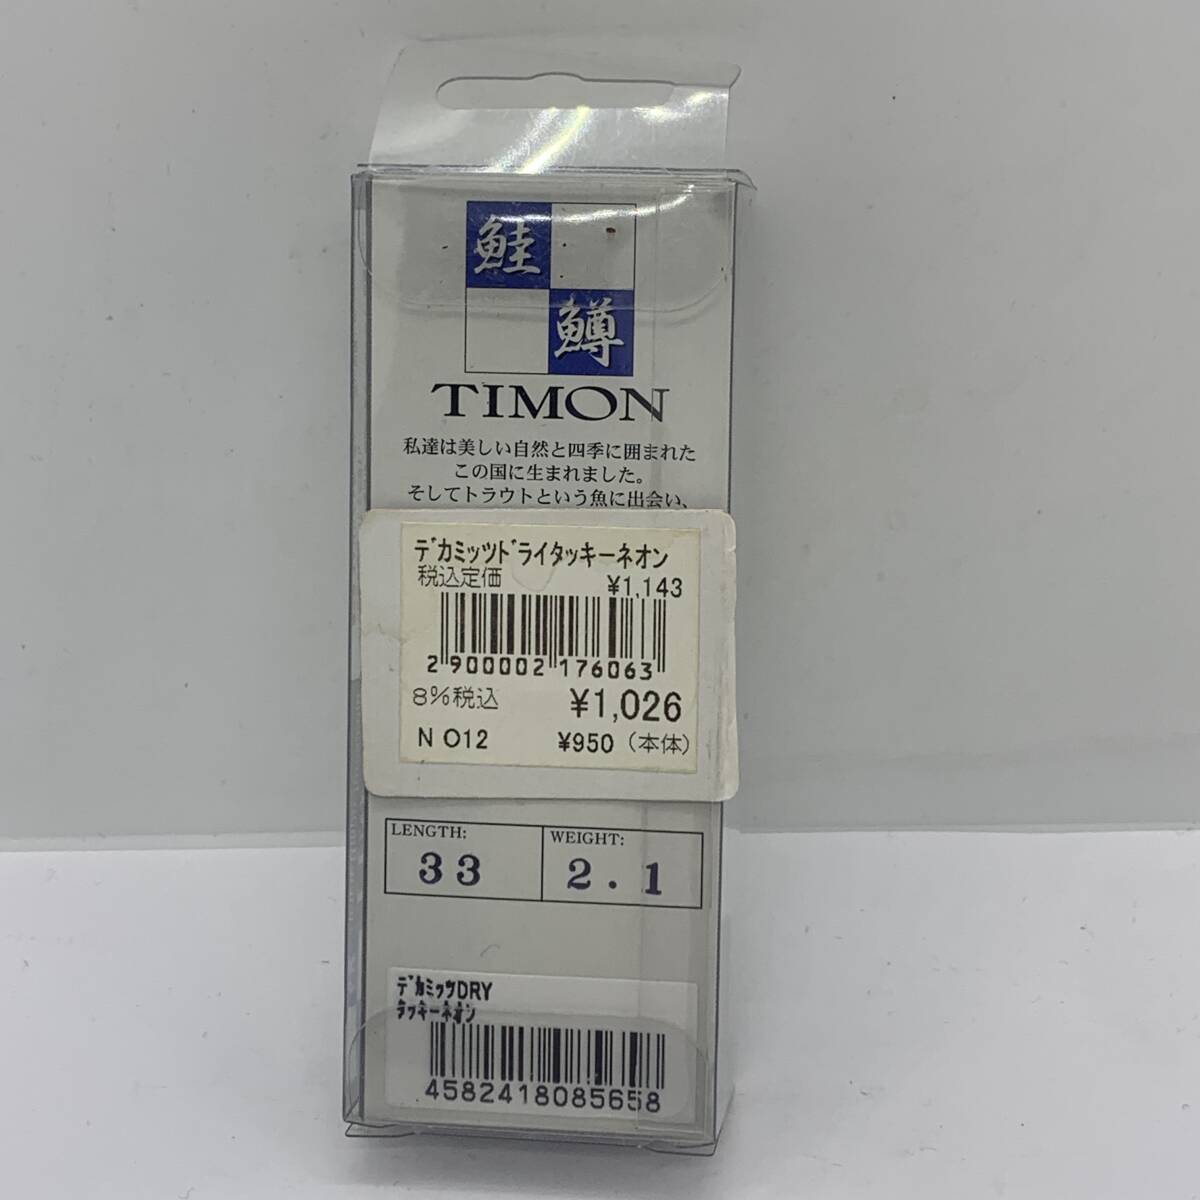 鮭
鱒
TIMON
私達は美しい自然と四季に囲まれた
この国に生まれました。
そしてトラウトという魚に出会い、
デカミッツドライタッキーネオン
税込定価 ¥1,143
2 900002 176063
8%税込 ¥1,026
N O12 ¥950（本体）
LENGTH: WEIGHT:
33 2.1
デカミッツDRY
タッキーネオン
4582418085658